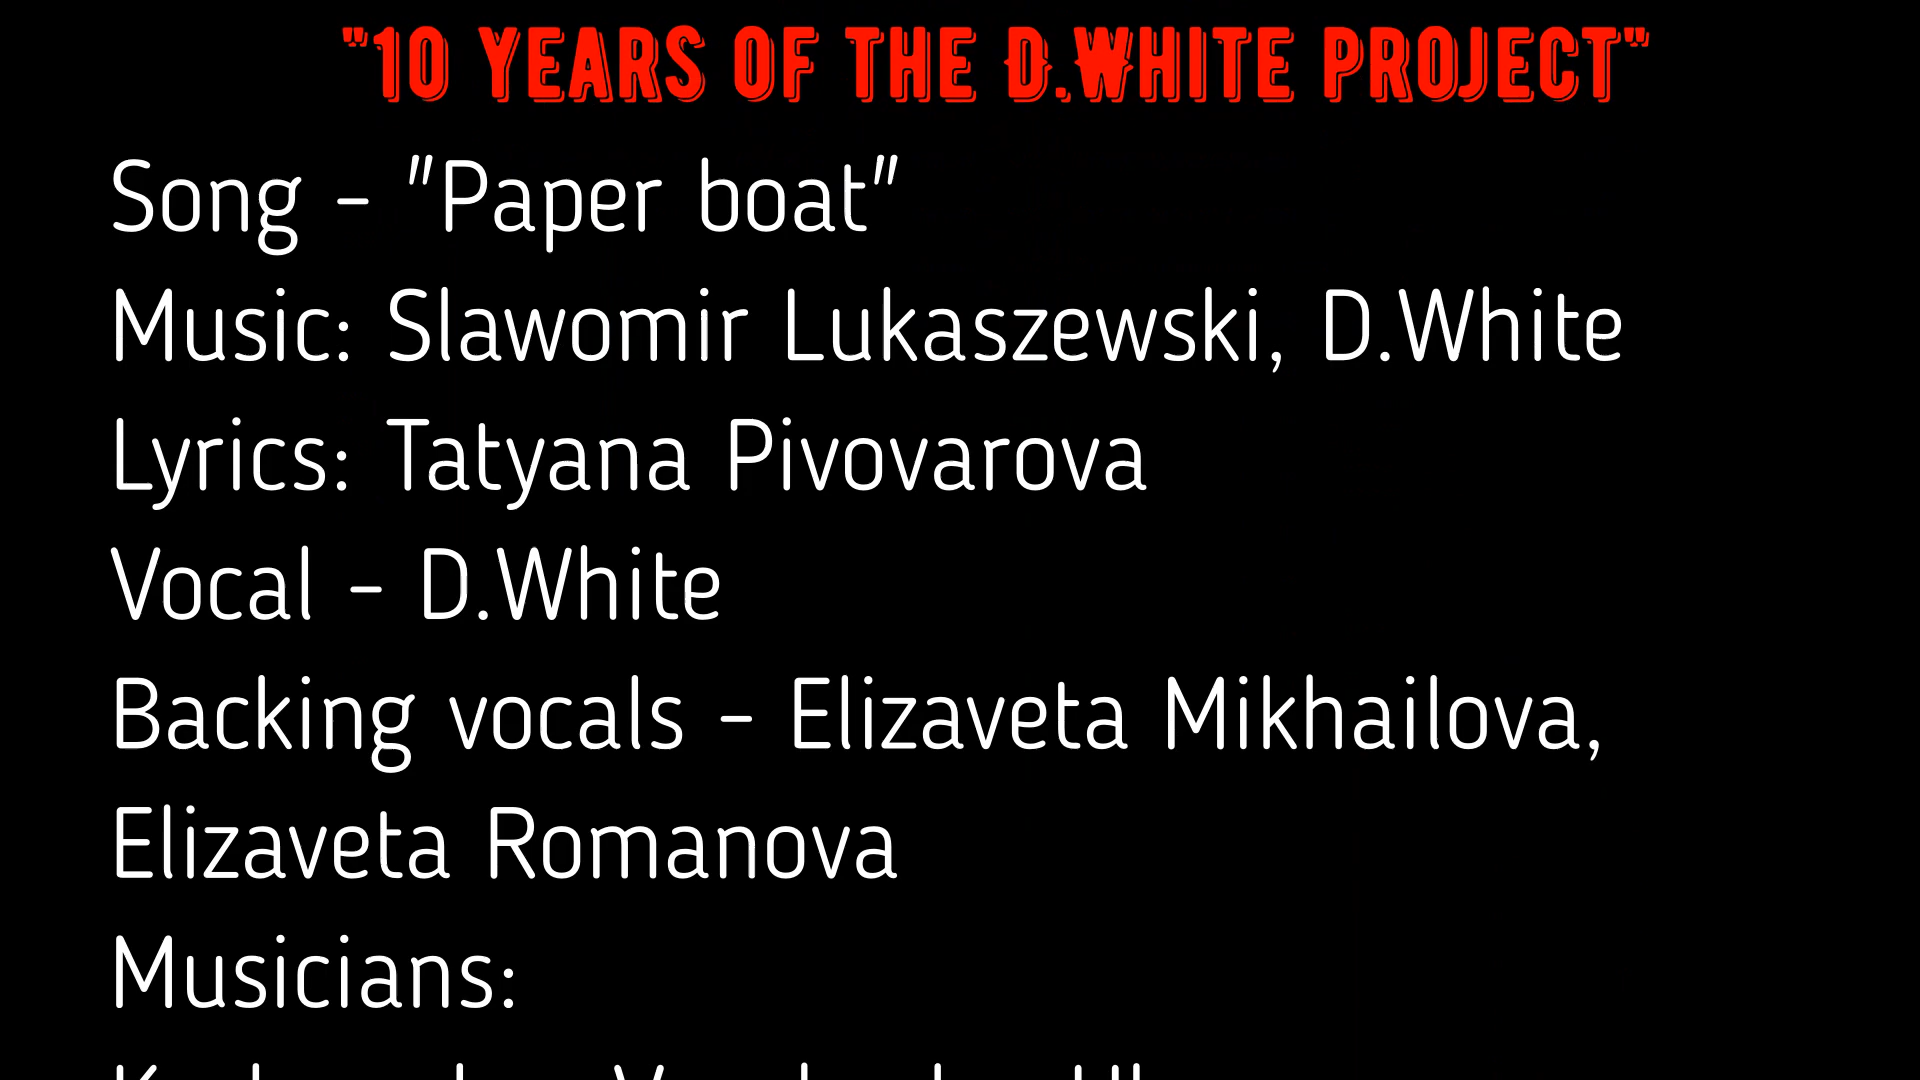 "10 YEARS OF THE D.WHITE PROJECT"
Song - "Paper boat"
Music: Slawomir Lukaszewski, D.White
Lyrics: Tatyana Pivovarova
Vocal - D.White
Backing vocals - Elizaveta Mikhailova,
Elizaveta Romanova
Musicians: